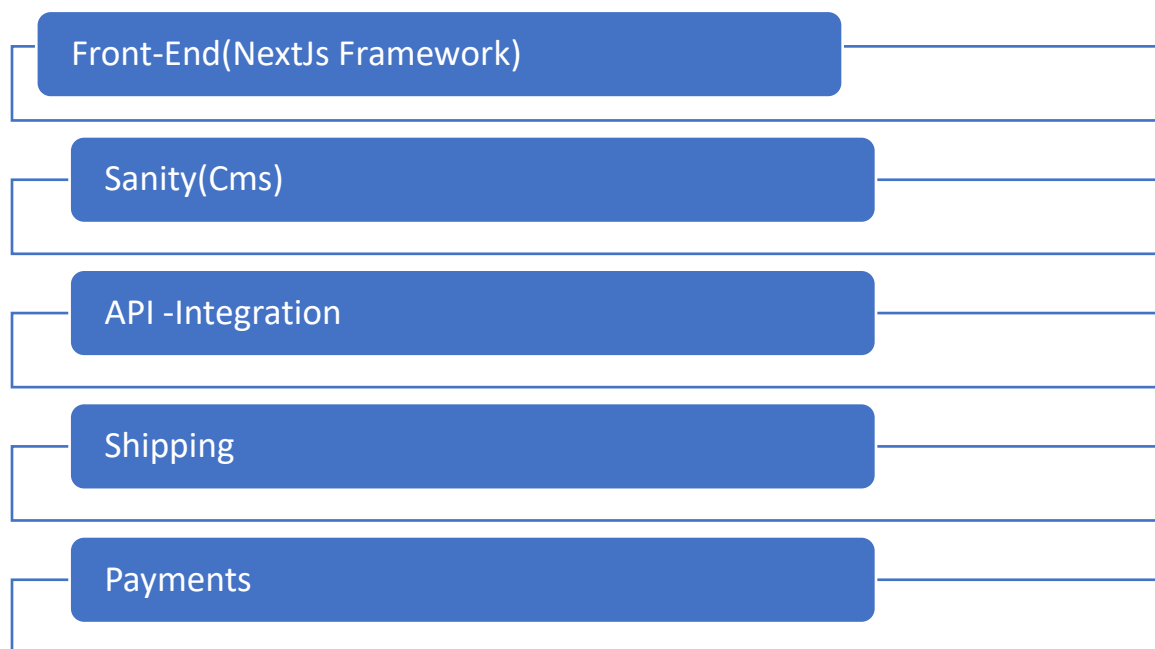 Front-End(NextJs Framework)
Sanity(Cms)
API -Integration
Shipping
Payments